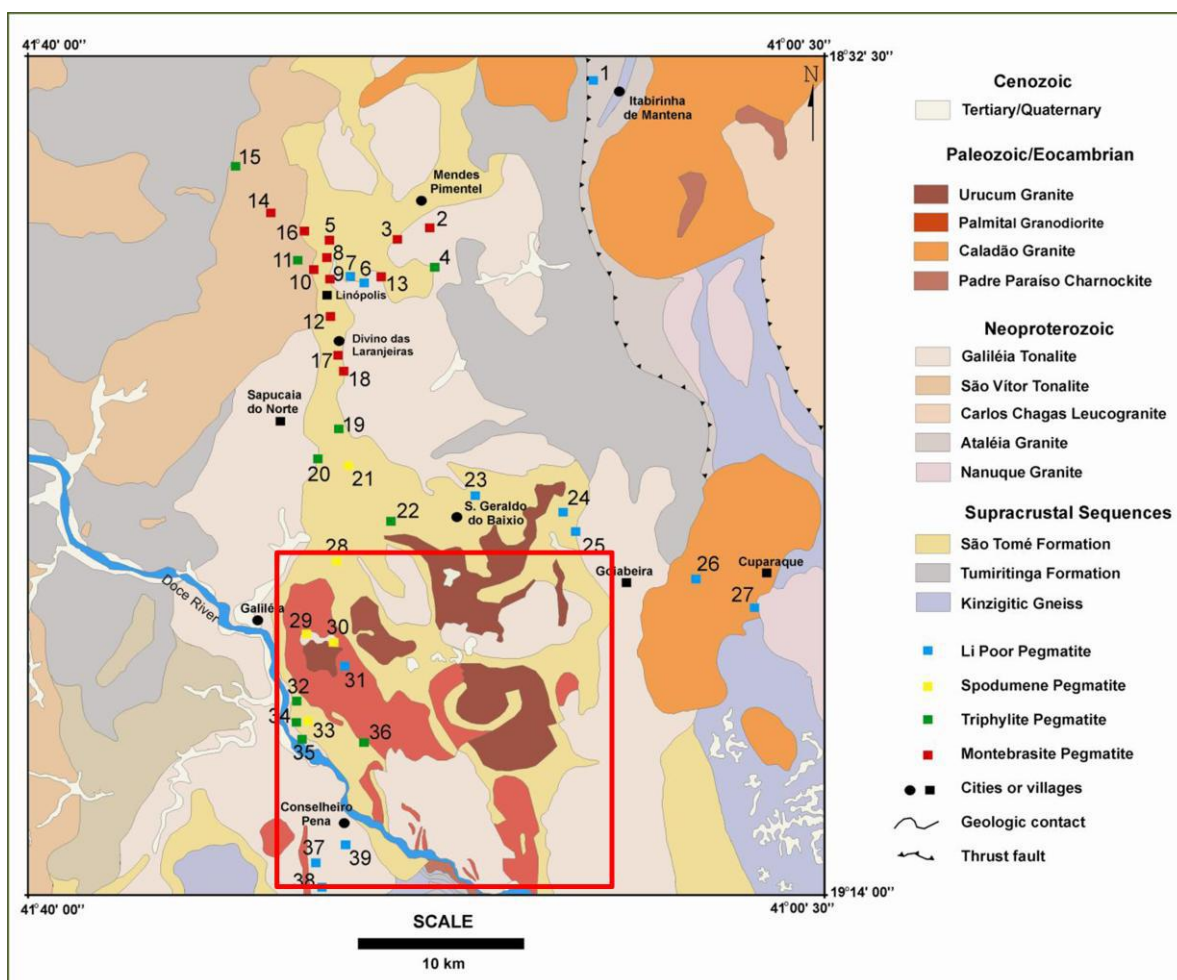 41°40' 00''
41°00' 30''
18°32' 30''
N
1
Itabirinha
de Mantena
15
Mendes
Pimentel
14
2
16
5
3
8
4
11
7
6
9
10
13
Linópolis
12
Divino das
Laranjeiras
17
18
Sapucaia
do Norte
19
20
21
23
24
S. Geraldo
do Baixio
22
25
28
26
Cuparaque
Goiabeira
27
Doce River
Galiléia
29
30
31
32
34
33
36
35
Conselheiro
Pena
37
39
38
41°40' 00''
41°00' 30''
19°14' 00''
SCALE
10 km
Cenozoic
Tertiary/Quaternary
Paleozoic/Eocambrian
Urucum Granite
Palmital Granodiorite
Caladão Granite
Padre Paraíso Charnockite
Neoproterozoic
Galiléia Tonalite
São Vítor Tonalite
Carlos Chagas Leucogranite
Ataléia Granite
Nanuque Granite
Supracrustal Sequences
São Tomé Formation
Tumiritinga Formation
Kinzigitic Gneiss
Li Poor Pegmatite
Spodumene Pegmatite
Triphylite Pegmatite
Montebrasite Pegmatite
Cities or villages
Geologic contact
Thrust fault